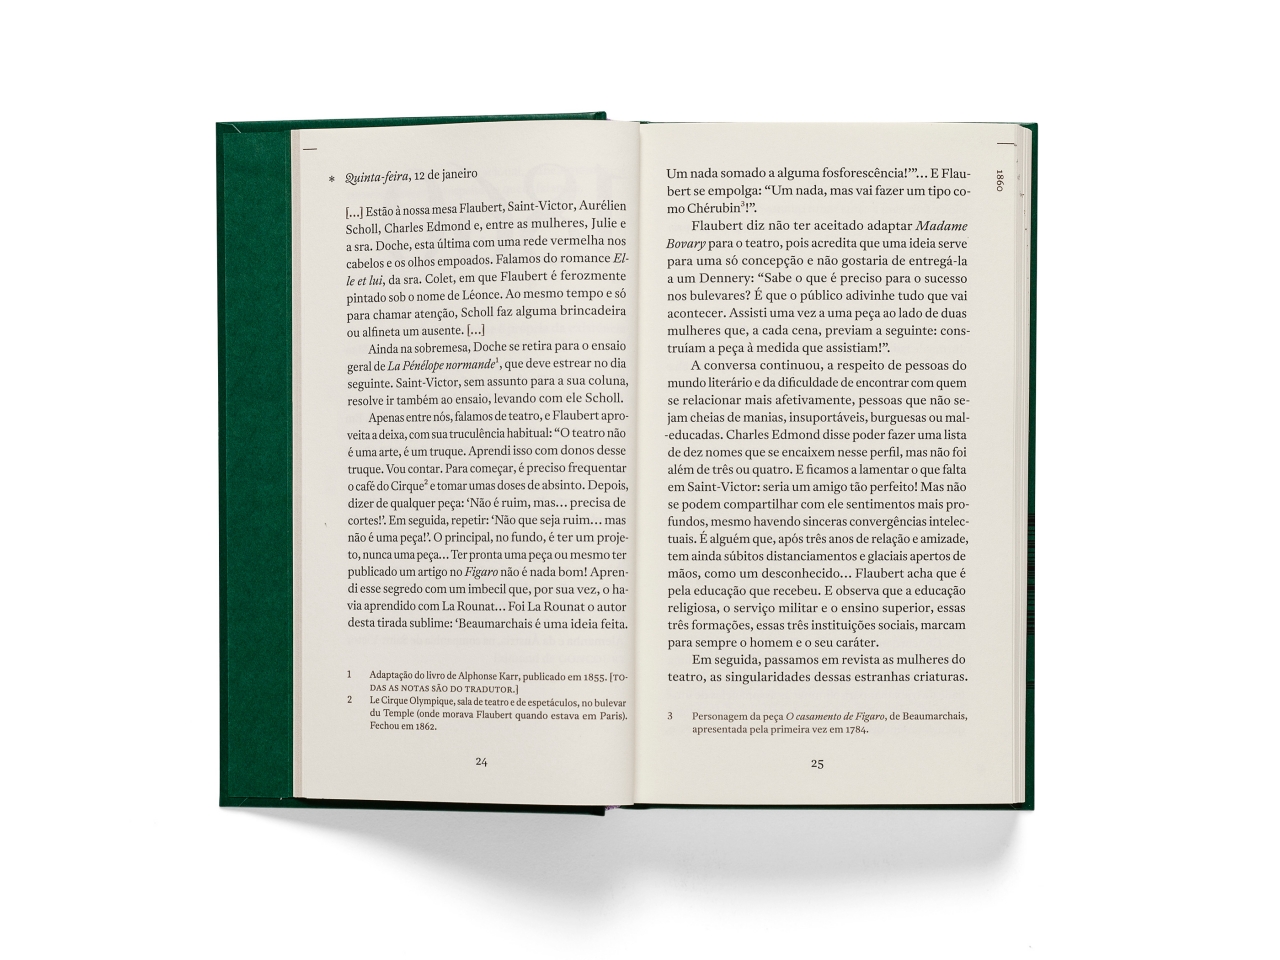 * Quinta-feira, 12 de janeiro
[…] Estão à nossa mesa Flaubert, Saint-Victor, Aurélien
Scholl, Charles Edmond e, entre as mulheres, Julie e
a sra. Doche, esta última com uma rede vermelha nos
cabelos e os olhos empoados. Falamos do romance El-
le et lui, da sra. Colet, em que Flaubert é ferozmente
pintado sob o nome de Léonce. Ao mesmo tempo e só
para chamar atenção, Scholl faz alguma brincadeira
ou alfineta um ausente. […]
Ainda na sobremesa, Doche se retira para o ensaio
geral de La Pénélope normande¹, que deve estrear no dia
seguinte. Saint-Victor, sem assunto para a sua coluna,
resolve ir também ao ensaio, levando com ele Scholl.
Apenas entre nós, falamos de teatro, e Flaubert apro-
veita a deixa, com sua truculência habitual: “O teatro não
é uma arte, é um truque. Aprendi isso com donos desse
truque. Vou contar. Para começar, é preciso frequentar
o café do Cirque² e tomar umas doses de absinto. Depois,
dizer de qualquer peça: ‘Não é ruim, mas… precisa de
cortes!’. Em seguida, repetir: ‘Não que seja ruim… mas
não é uma peça!’. O principal, no fundo, é ter um proje-
to, nunca uma peça… Ter pronta uma peça ou mesmo ter
publicado um artigo no Figaro não é nada bom! Apren-
di esse segredo com um imbecil que, por sua vez, o ha-
via aprendido com La Rounat… Foi La Rounat o autor
desta tirada sublime: ‘Beaumarchais é uma ideia feita.
1 Adaptação do livro de Alphonse Karr, publicado em 1855. [TO-
DAS AS NOTAS SÃO DO TRADUTOR.]
2 Le Cirque Olympique, sala de teatro e de espetáculos, no bulevar
du Temple (onde morava Flaubert quando estava em Paris).
Fechou em 1862.
24
1860
Um nada somado a alguma fosforescência!’”… E Flau-
bert se empolga: “Um nada, mas vai fazer um tipo co-
mo Chérubin³!”.
Flaubert diz não ter aceitado adaptar Madame
Bovary para o teatro, pois acredita que uma ideia serve
para uma só concepção e não gostaria de entregá-la
a um Dennery: “Sabe o que é preciso para o sucesso
nos bulevares? É que o público adivinhe tudo que vai
acontecer. Assisti uma vez a uma peça ao lado de duas
mulheres que, a cada cena, previam a seguinte: cons-
truíam a peça à medida que assistiam!”.
A conversa continuou, a respeito de pessoas do
mundo literário e da dificuldade de encontrar com quem
se relacionar mais afetivamente, pessoas que não se-
jam cheias de manias, insuportáveis, burguesas ou mal-
-educadas. Charles Edmond disse poder fazer uma lista
de dez nomes que se encaixem nesse perfil, mas não foi
além de três ou quatro. E ficamos a lamentar o que falta
em Saint-Victor: seria um amigo tão perfeito! Mas não
se podem compartilhar com ele sentimentos mais pro-
fundos, mesmo havendo sinceras convergências intelec-
tuais. É alguém que, após três anos de relação e amizade,
tem ainda súbitos distanciamentos e glaciais apertos de
mãos, como um desconhecido… Flaubert acha que é
pela educação que recebeu. E observa que a educação
religiosa, o serviço militar e o ensino superior, essas
três formações, essas três instituições sociais, marcam
para sempre o homem e o seu caráter.
Em seguida, passamos em revista as mulheres do
teatro, as singularidades dessas estranhas criaturas.
3 Personagem da peça O casamento de Figaro, de Beaumarchais,
apresentada pela primeira vez em 1784.
25